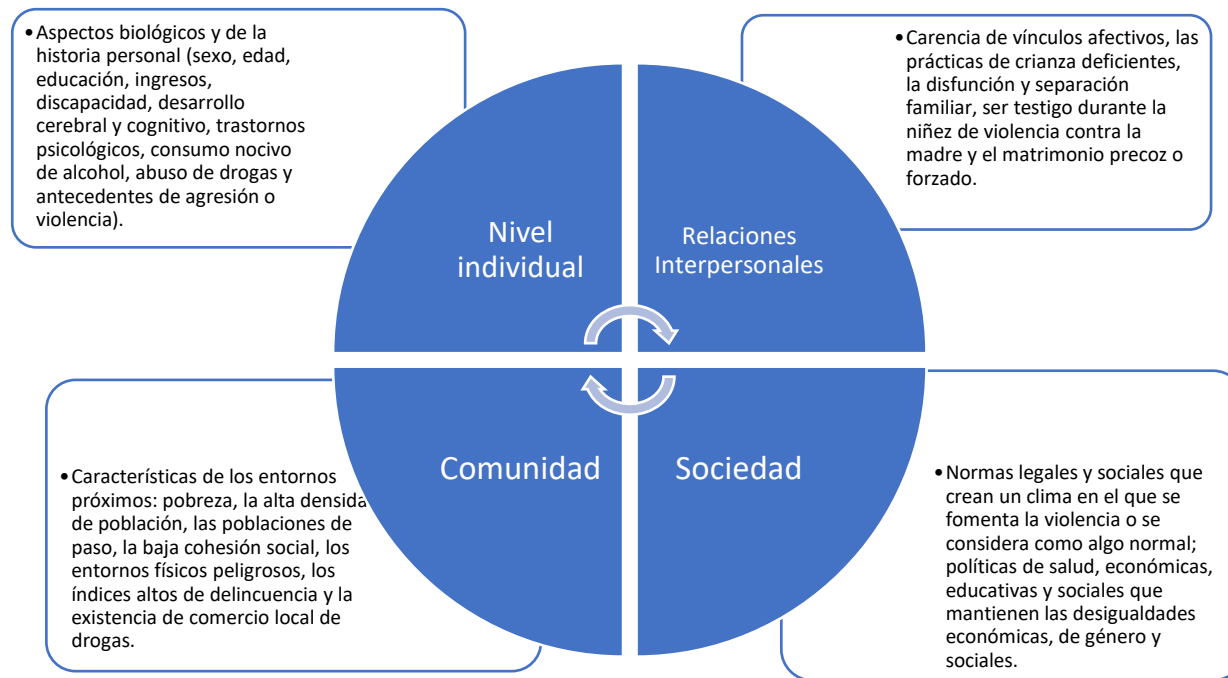 •Aspectos biológicos y de la
historia personal (sexo, edad,
educación, ingresos,
discapacidad, desarrollo
cerebral y cognitivo, trastornos
psicológicos, consumo nocivo
de alcohol, abuso de drogas y
antecedentes de agresión o
violencia).
•Carencia de vínculos afectivos, las
prácticas de crianza deficientes,
la disfunción y separación
familiar, ser testigo durante la
niñez de violencia contra la
madre y el matrimonio precoz o
forzado.
Nivel
individual
Relaciones
Interpersonales
Comunidad
Sociedad
•Características de los entornos
próximos: pobreza, la alta densida
de población, las poblaciones de
paso, la baja cohesión social, los
entornos físicos peligrosos, los
índices altos de delincuencia y la
existencia de comercio local de
drogas.
•Normas legales y sociales que
crean un clima en el que se
fomenta la violencia o se
considera como algo normal;
políticas de salud, económicas,
educativas y sociales que
mantienen las desigualdades
económicas, de género y
sociales.